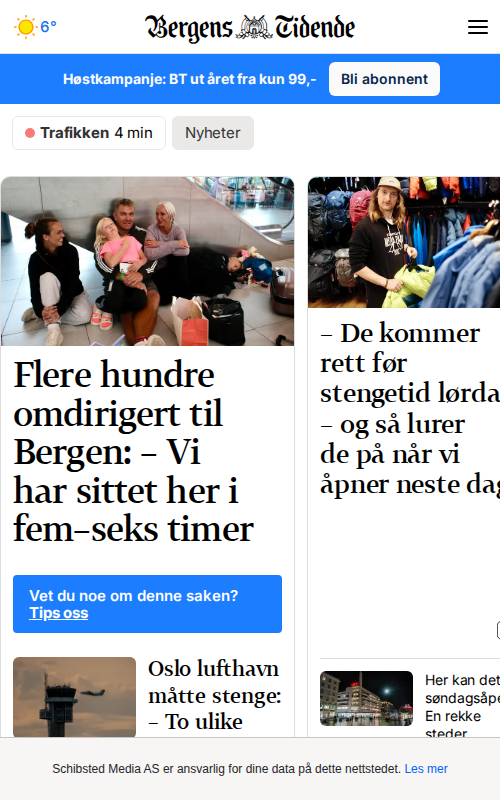 6°
Bergens Tidende
Høstkampanje: BT ut året fra kun 99,-
Bli abonnent
Trafikken 4 min
Nyheter
Flere hundre
omdirigert til
Bergen: – Vi
har sittet her i
fem–seks timer
Vet du noe om denne saken?
Tips oss
Oslo lufthavn
måtte stenge:
– To ulike
– De kommer
rett før
stengetid lørda
– og så lurer
de på når vi
åpner neste dag
Her kan det
søndagsåpe
En rekke
steder
Schibsted Media AS er ansvarlig for dine data på dette nettstedet. Les mer